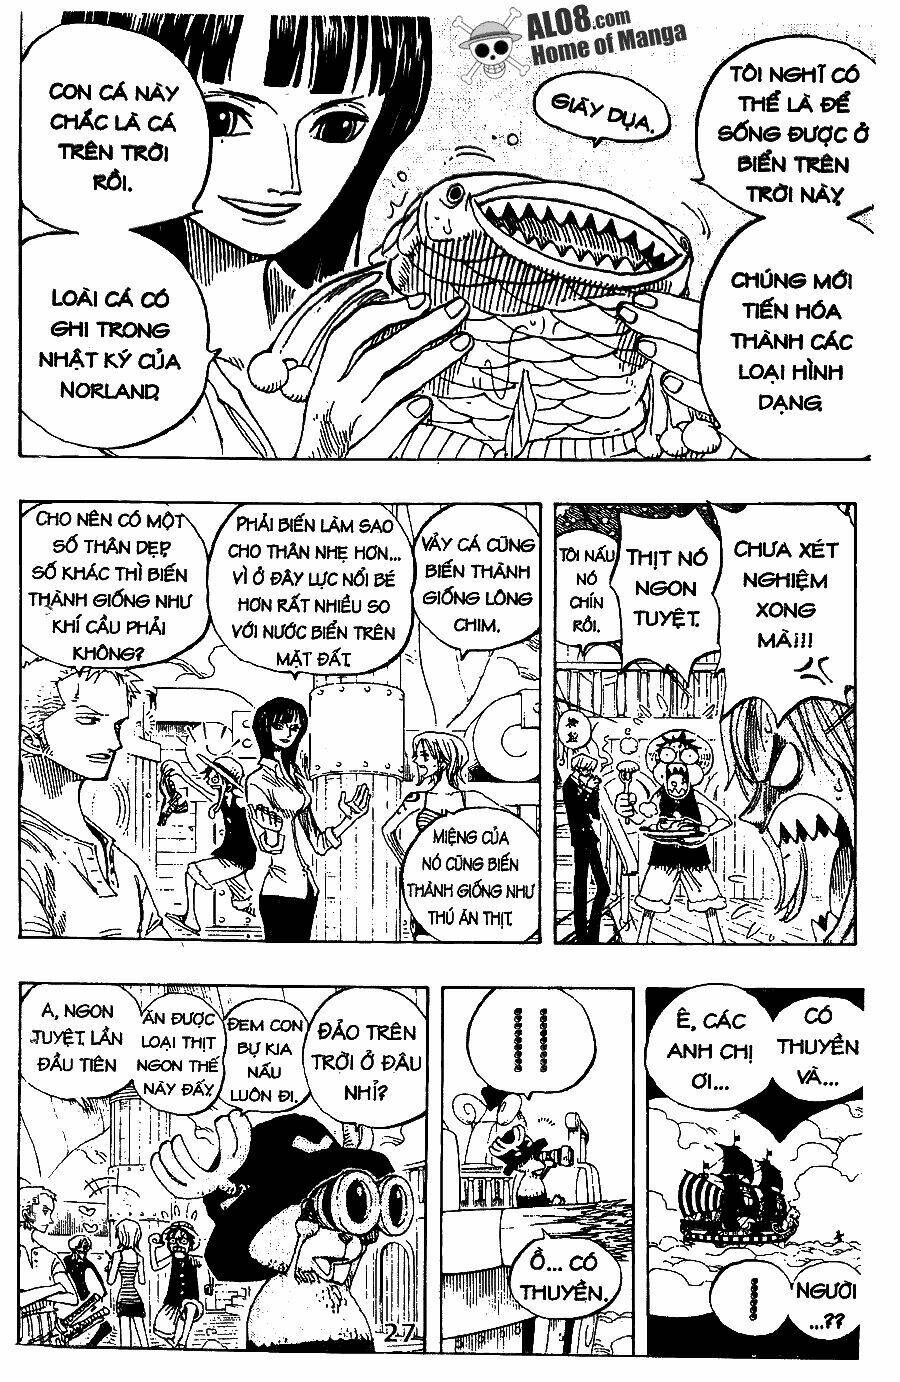 AL08.com
Home of Manga
TÔI NGHĨ CÓ
THỂ LÀ ĐỂ
SỐNG ĐƯỢC Ở
BIỂN TRÊN
TRỜI NÀY.
GIÃY DỤA.
CON CÁ NÀY
CHẮC LÀ CÁ
TRÊN TRỜI
RỒI.
CHÚNG MỚI
TIẾN HÓA
THÀNH CÁC
LOẠI HÌNH
DẠNG.
LOÀI CÁ CÓ
GHI TRONG
NHẬT KÝ CỦA
NORLAND.
CHƯA XÉT
NGHIỆM
XONG
MÀ!!!
THỊT NÓ
NGON
TUYỆT.
TÔI NẤU
NÓ
CHÍN
RỒI.
VẢY CÁ CŨNG
BIẾN THÀNH
GIỐNG LÔNG
CHIM.
PHẢI BIẾN LÀM SAO
CHO THÂN NHẸ HƠN...
VÌ Ở ĐÂY LỰC NỔI BÉ
HƠN RẤT NHIỀU SO
VỚI NƯỚC BIỂN TRÊN
MẶT ĐẤT.
CHO NÊN CÓ MỘT
SỐ THÂN DẸP.
SỐ KHÁC THÌ BIẾN
THÀNH GIỐNG NHƯ
KHÍ CẦU PHẢI
KHÔNG?
MIỆNG CỦA
NÓ CŨNG BIẾN
THÀNH GIỐNG NHƯ
THÚ ĂN THỊT.
CÓ
THUYỀN
VÀ...
Ê, CÁC
ANH CHỊ
ƠI...
NGƯỜI
...??
Ồ... CÓ
THUYỀN.
ĐẢO TRÊN
TRỜI Ở ĐÂU
NHỈ?
ĐEM CON
BỰ KIA
NẤU
LUÔN ĐI.
ĂN ĐƯỢC
LOẠI THỊT
NGON THẾ
NÀY ĐẤY.
A, NGON
TUYỆT. LẦN
ĐẦU TIÊN
27